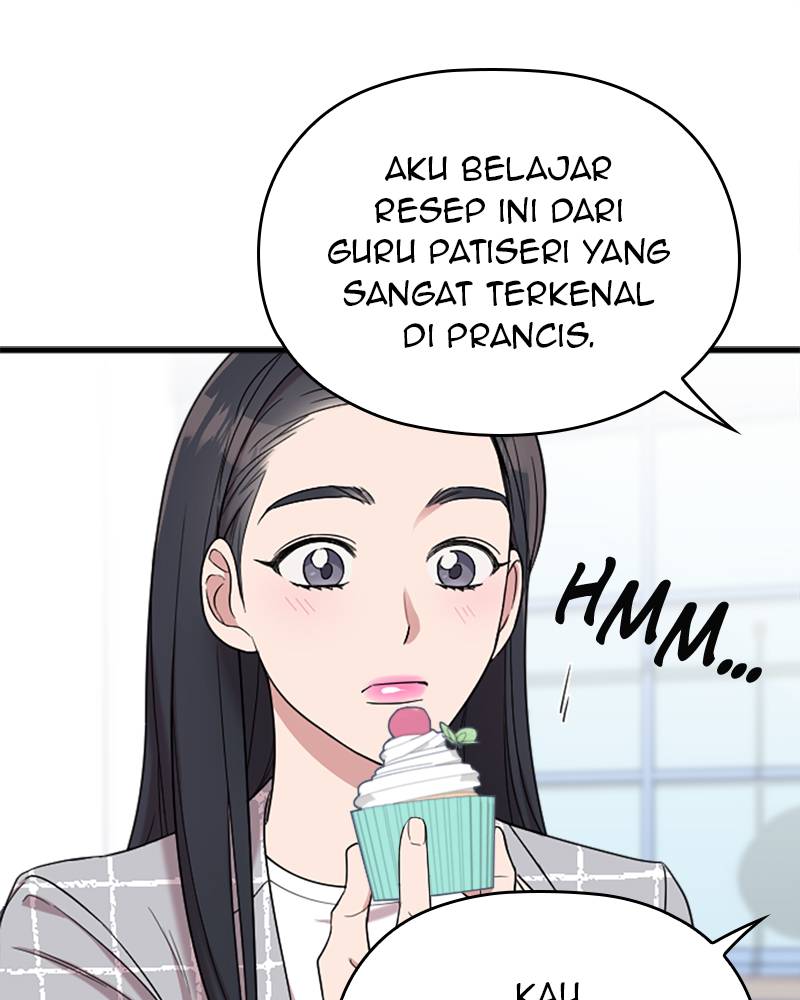 AKU BELAJAR
RESEP INI DARI
GURU PATISERI YANG
SANGAT TERKENAL
DI PRANCIS.
HMM...
KAU